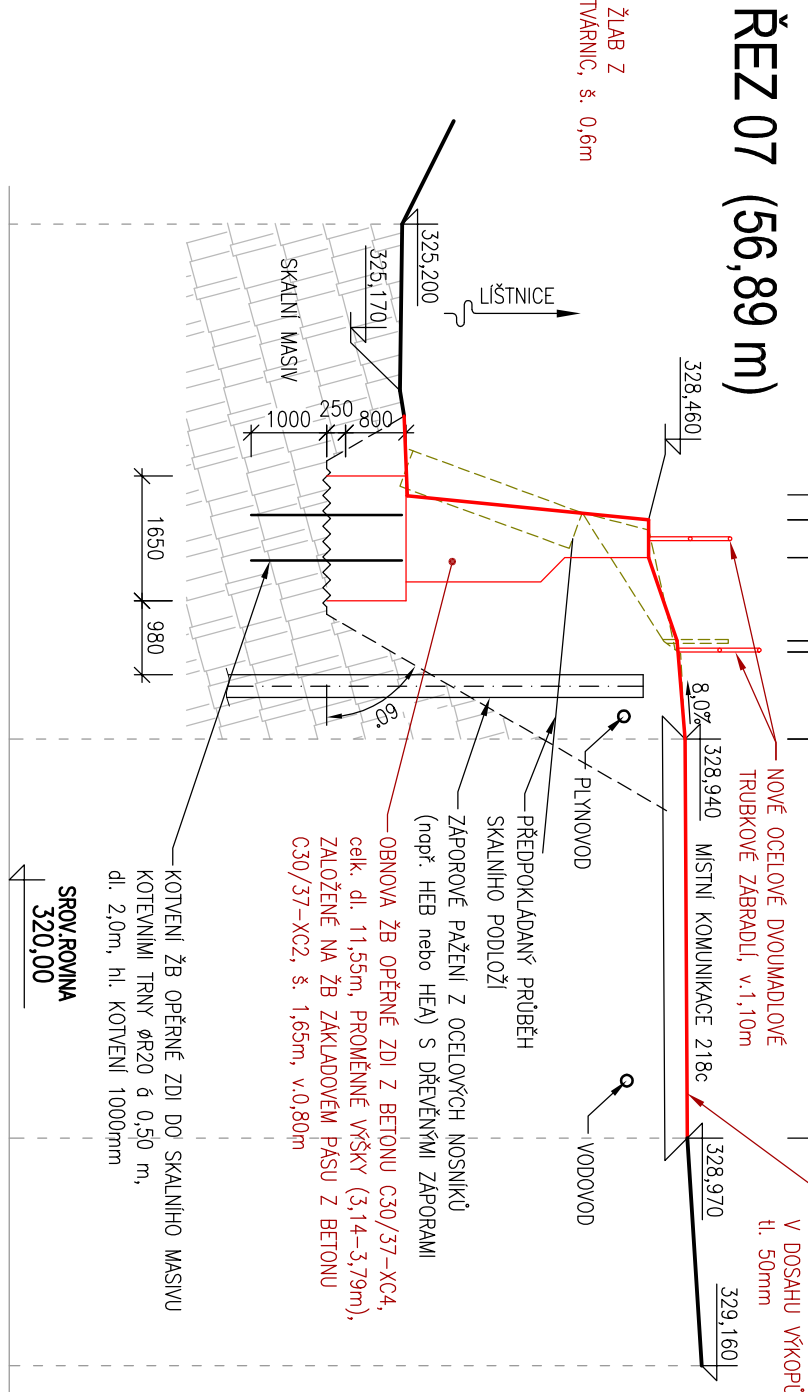 ŘEZ 07 (56,89 m)
ŽLAB Z
TVÁRNIC, š. 0,6m
NOVÉ OCELOVÉ DVOUMADLOVÉ
TRUBKOVÉ ZÁBRADLÍ, v.1,10m
V DOSAHU VÝKOPŮ
tl. 50mm
328,460
8,0%
328,940
MÍSTNÍ KOMUNIKACE 218c
328,970
329,160
LÍŠTNICE
325,200
325,170
SKALNÍ MASIV
1000
250
800
1650
980
60°
PLYNOVOD
VODOVOD
PŘEDPOKLÁDANÝ PRŮBĚH
SKALNÍHO PODLOŽÍ
ZÁPOROVÉ PAŽENÍ Z OCELOVÝCH NOSNÍKŮ
(např. HEB nebo HEA) S DŘEVĚNÝMI ZÁPORAMI
OBNOVA ŽB OPĚRNÉ ZDI Z BETONU C30/37-XC4,
celk. dl. 11,55m, PROMĚNNÉ VÝŠKY (3,14-3,79m),
ZALOŽENÉ NA ŽB ZÁKLADOVÉM PÁSU Z BETONU
C30/37-XC2, š. 1,65m, v.0,80m
KOTVENÍ ŽB OPĚRNÉ ZDI DO SKALNÍHO MASIVU
KOTEVNÍMI TRNY øR20 á 0,50 m,
dl. 2,0m, hl. KOTVENÍ 1000mm
SROV.ROVINA
320,00